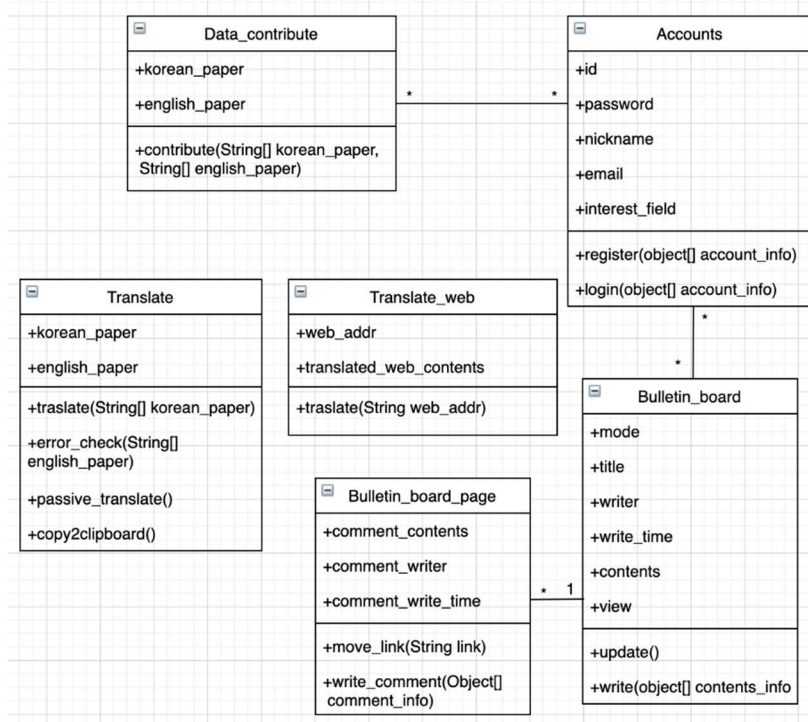 Data_contribute
+korean_paper
+english_paper
+contribute(String[] korean_paper,
String[] english_paper)
*
*
Accounts
+id
+password
+nickname
+email
+interest_field
+register(object[] account_info)
+login(object[] account_info)
*
*
Translate
+korean_paper
+english_paper
+traslate(String[] korean_paper)
+error_check(String[]
english_paper)
+passive_translate()
+copy2clipboard()
Translate_web
+web_addr
+translated_web_contents
+traslate(String web_addr)
Bulletin_board
+mode
+title
+writer
+write_time
+contents
+view
+update()
+write(object[] contents_info
Bulletin_board_page
+comment_contents
+comment_writer
+comment_write_time
+move_link(String link)
+write_comment(Object[]
comment_info)
*
1